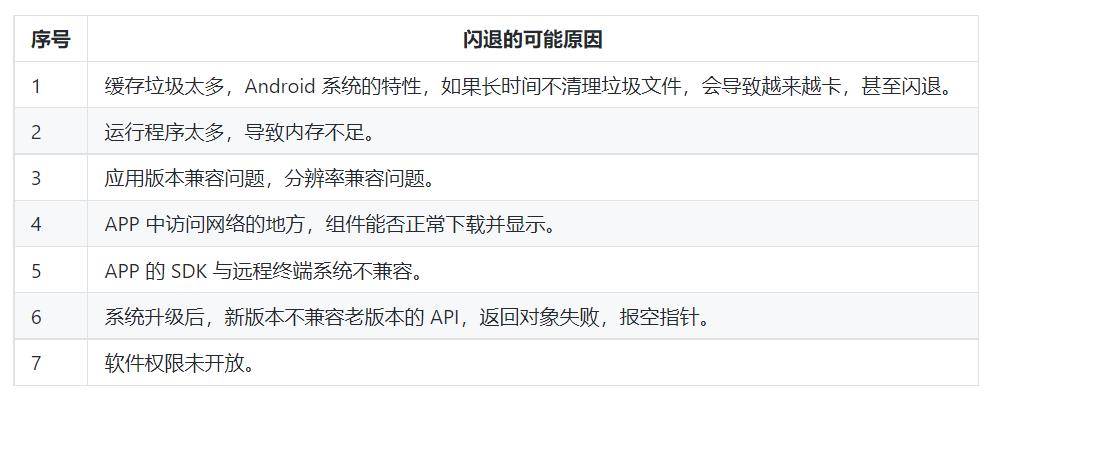 序号 闪退的可能原因
1 缓存垃圾太多，Android 系统的特性，如果长时间不清理垃圾文件，会导致越来越卡，甚至闪退。
2 运行程序太多，导致内存不足。
3 应用版本兼容问题，分辨率兼容问题。
4 APP 中访问网络的地方，组件能否正常下载并显示。
5 APP 的 SDK 与远程终端系统不兼容。
6 系统升级后，新版本不兼容老版本的 API，返回对象失败，报空指针。
7 软件权限未开放。